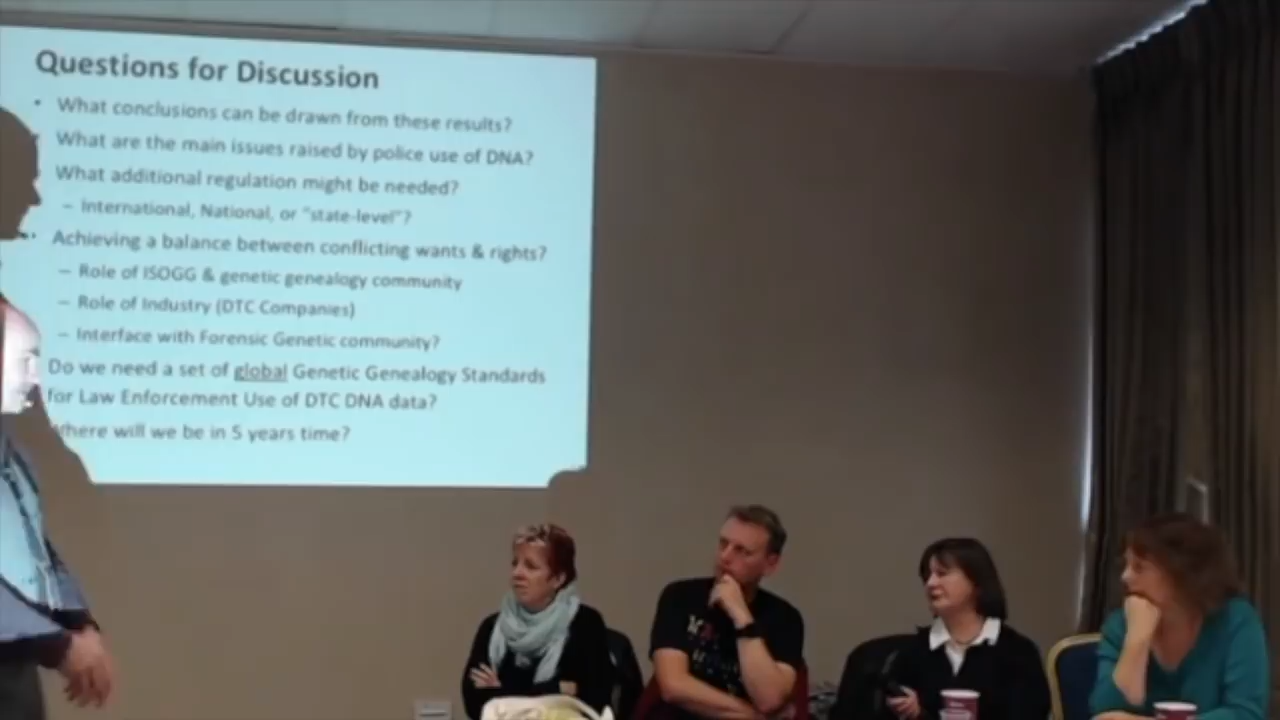 Questions for Discussion
• What conclusions can be drawn from these results?
What are the main issues raised by police use of DNA?
What additional regulation might be needed?
– International, National, or "state-level"?
• Achieving a balance between conflicting wants & rights?
– Role of ISOGG & genetic genealogy community
– Role of Industry (DTC Companies)
– Interface with Forensic Genetic community?
Do we need a set of global Genetic Genealogy Standards
for Law Enforcement Use of DTC DNA data?
Where will we be in 5 years time?